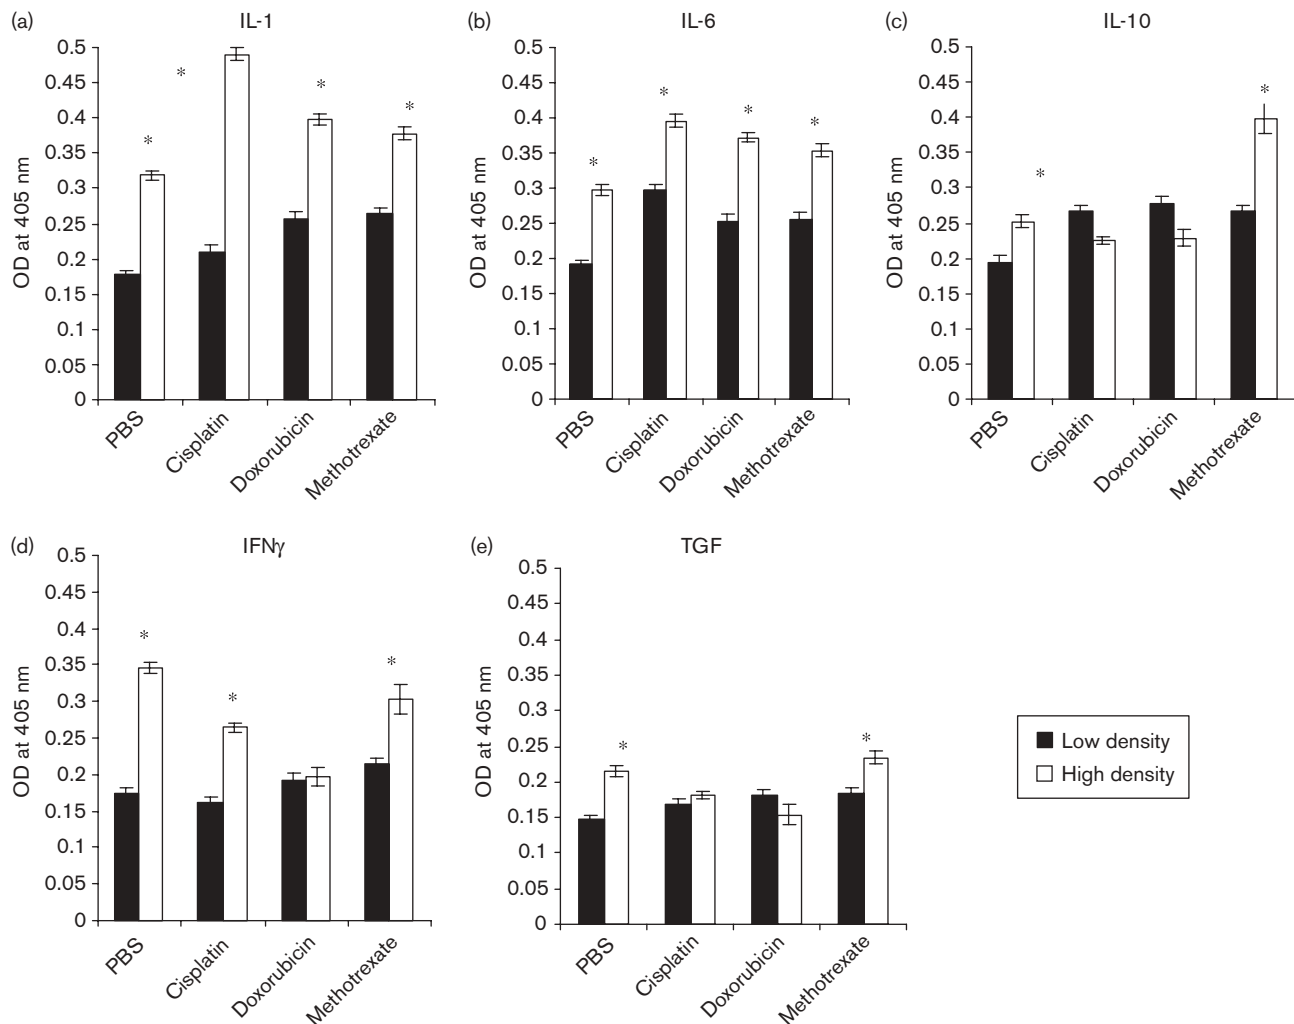 (a) IL-1
0.5
0.45
0.4
0.35
0.3
0.25
0.2
0.15
0.1
0.05
0
OD at 405 nm
* * * *
PBS Cisplatin Doxorubicin Methotrexate
(b) IL-6
0.5
0.45
0.4
0.35
0.3
0.25
0.2
0.15
0.1
0.05
0
OD at 405 nm
* * * *
PBS Cisplatin Doxorubicin Methotrexate
(c) IL-10
0.5
0.45
0.4
0.35
0.3
0.25
0.2
0.15
0.1
0.05
0
OD at 405 nm
* *
PBS Cisplatin Doxorubicin Methotrexate
(d) IFNγ
0.5
0.45
0.4
0.35
0.3
0.25
0.2
0.15
0.1
0.05
0
OD at 405 nm
* * *
PBS Cisplatin Doxorubicin Methotrexate
(e) TGF
0.5
0.45
0.4
0.35
0.3
0.25
0.2
0.15
0.1
0.05
0
OD at 405 nm
* *
PBS Cisplatin Doxorubicin Methotrexate
Low density
High density